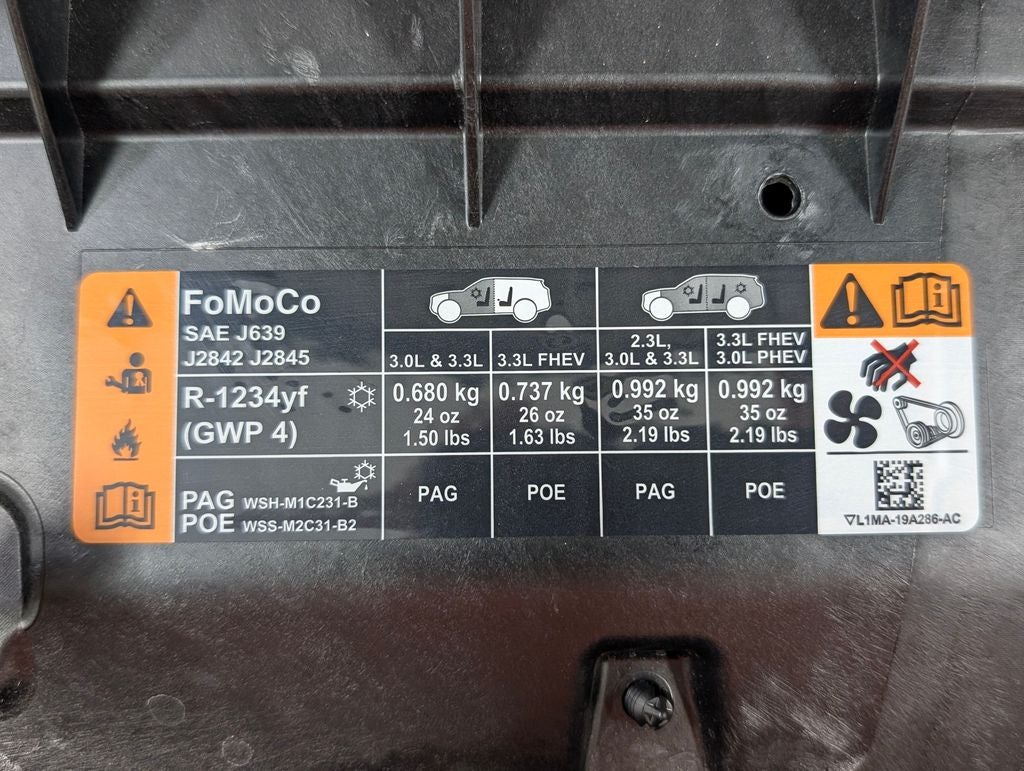 FoMoCo
SAE J639
J2842 J2845
3.0L & 3.3L
3.3L FHEV
2.3L,
3.0L & 3.3L
3.3L FHEV
3.0L PHEV
R-1234yf
(GWP 4)
0.680 kg
24 oz
1.50 lbs
0.737 kg
26 oz
1.63 lbs
0.992 kg
35 oz
2.19 lbs
0.992 kg
35 oz
2.19 lbs
PAG WSH-M1C231-B
POE WSS-M2C31-B2
PAG
POE
PAG
POE
L1MA-19A286-AC